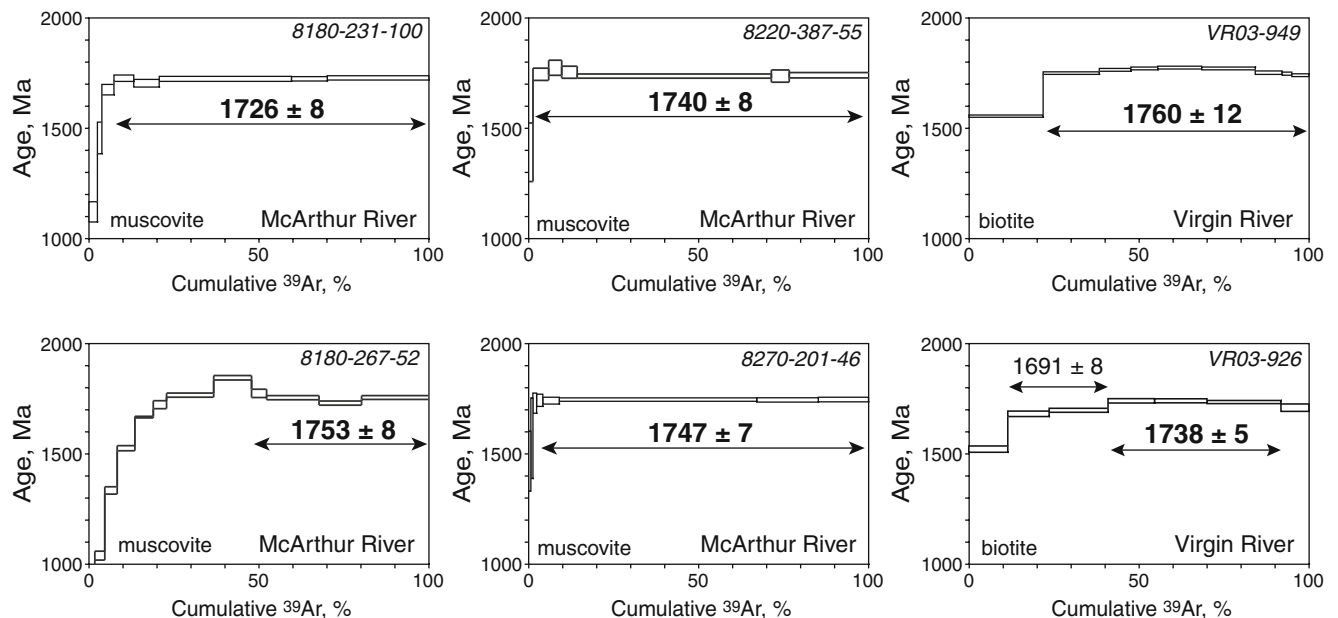 2000
8180-231-100
1726 ± 8
1500
Age, Ma
muscovite McArthur River
1000
0 50 100
Cumulative ³⁹Ar, %
2000
8220-387-55
1740 ± 8
1500
Age, Ma
muscovite McArthur River
1000
0 50 100
Cumulative ³⁹Ar, %
2000
VR03-949
1760 ± 12
1500
Age, Ma
biotite Virgin River
1000
0 50 100
Cumulative ³⁹Ar, %
2000
8180-267-52
1753 ± 8
1500
Age, Ma
muscovite McArthur River
1000
0 50 100
Cumulative ³⁹Ar, %
2000
8270-201-46
1747 ± 7
1500
Age, Ma
muscovite McArthur River
1000
0 50 100
Cumulative ³⁹Ar, %
2000
VR03-926
1691 ± 8
1738 ± 5
1500
Age, Ma
biotite Virgin River
1000
0 50 100
Cumulative ³⁹Ar, %